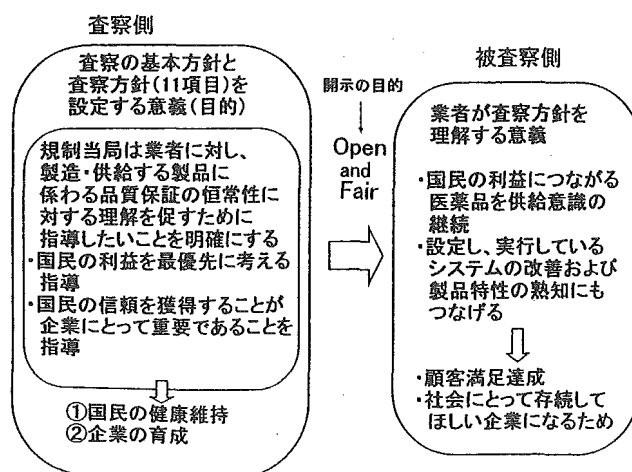 査察側
査察の基本方針と
査察方針(11項目)を
設定する意義(目的)
規制当局は業者に対し、
製造・供給する製品に
係わる品質保証の恒常性に
対する理解を促すために
指導したいことを明確にする
・国民の利益を最優先に考える
指導
・国民の信頼を獲得することが
企業にとって重要であることを
指導
①国民の健康維持
②企業の育成
開示の目的
Open
and
Fair
被査察側
業者が査察方針を
理解する意義
・国民の利益につながる
医薬品を供給意識の
継続
・設定し、実行している
システムの改善および
製品特性の熟知にも
つなげる
・顧客満足達成
・社会にとって存続して
ほしい企業になるため